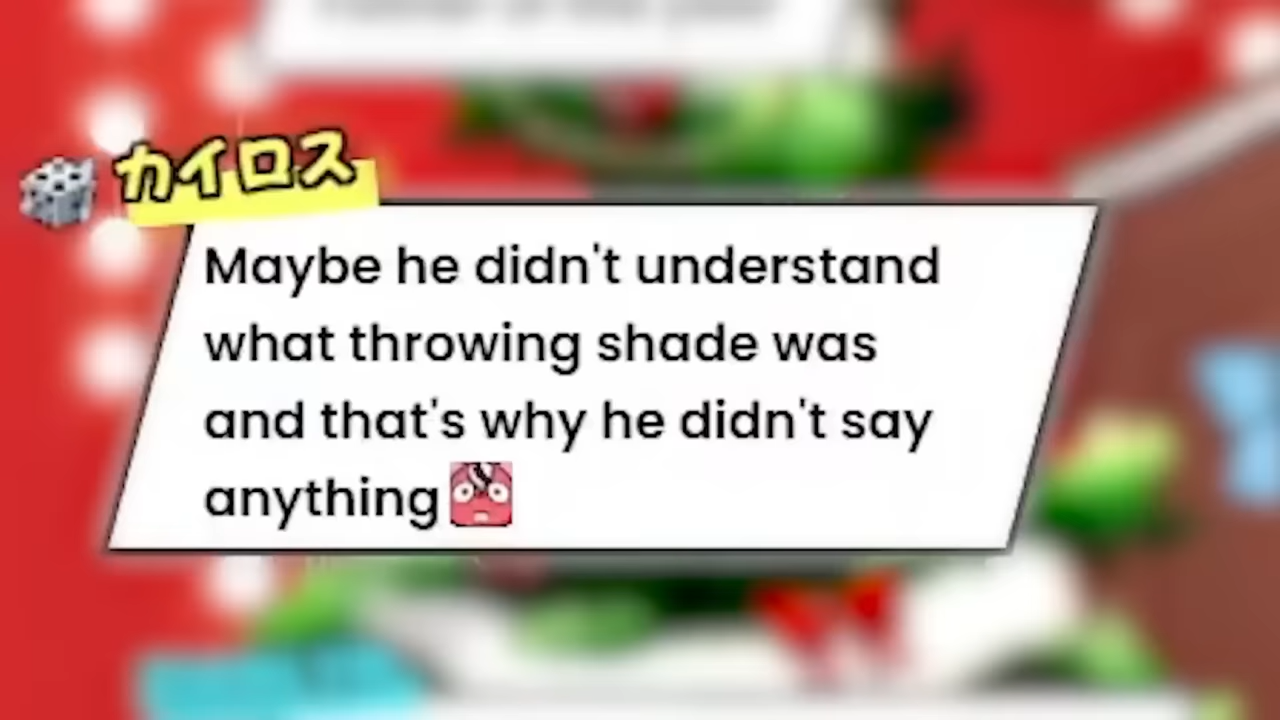 カイロス
Maybe he didn't understand
what throwing shade was
and that's why he didn't say
anything